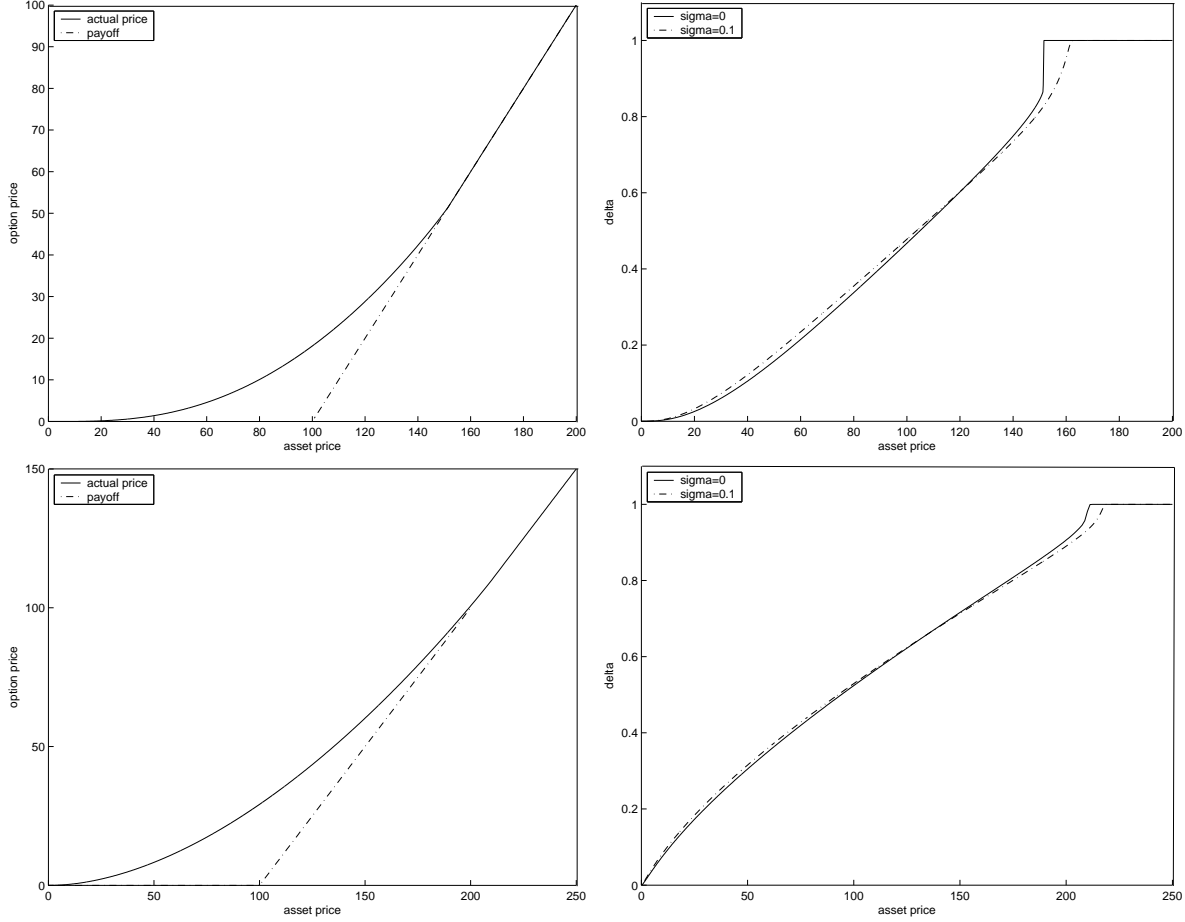 actual price
payoff
100
90
80
70
60
50
40
30
20
10
0
option price
0 20 40 60 80 100 120 140 160 180 200
asset price
sigma=0
sigma=0.1
1
0.8
0.6
0.4
0.2
0
delta
0 20 40 60 80 100 120 140 160 180 200
asset price
actual price
payoff
150
100
50
0
option price
0 50 100 150 200 250
asset price
sigma=0
sigma=0.1
1
0.8
0.6
0.4
0.2
0
delta
0 50 100 150 200 250
asset price